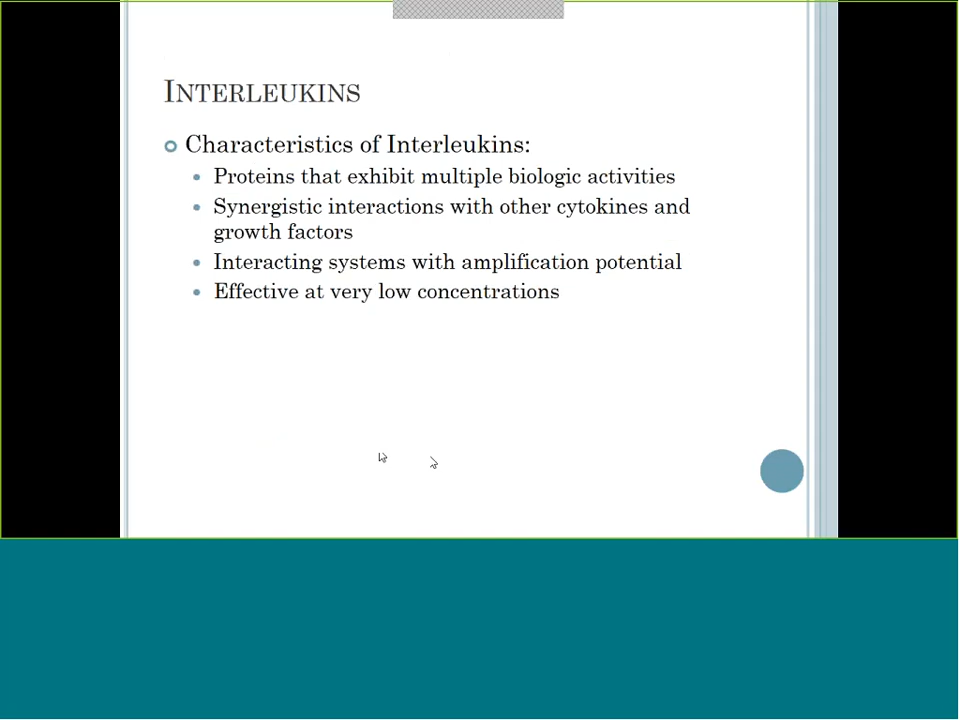 INTERLEUKINS
Characteristics of Interleukins:
Proteins that exhibit multiple biologic activities
Synergistic interactions with other cytokines and
growth factors
Interacting systems with amplification potential
Effective at very low concentrations